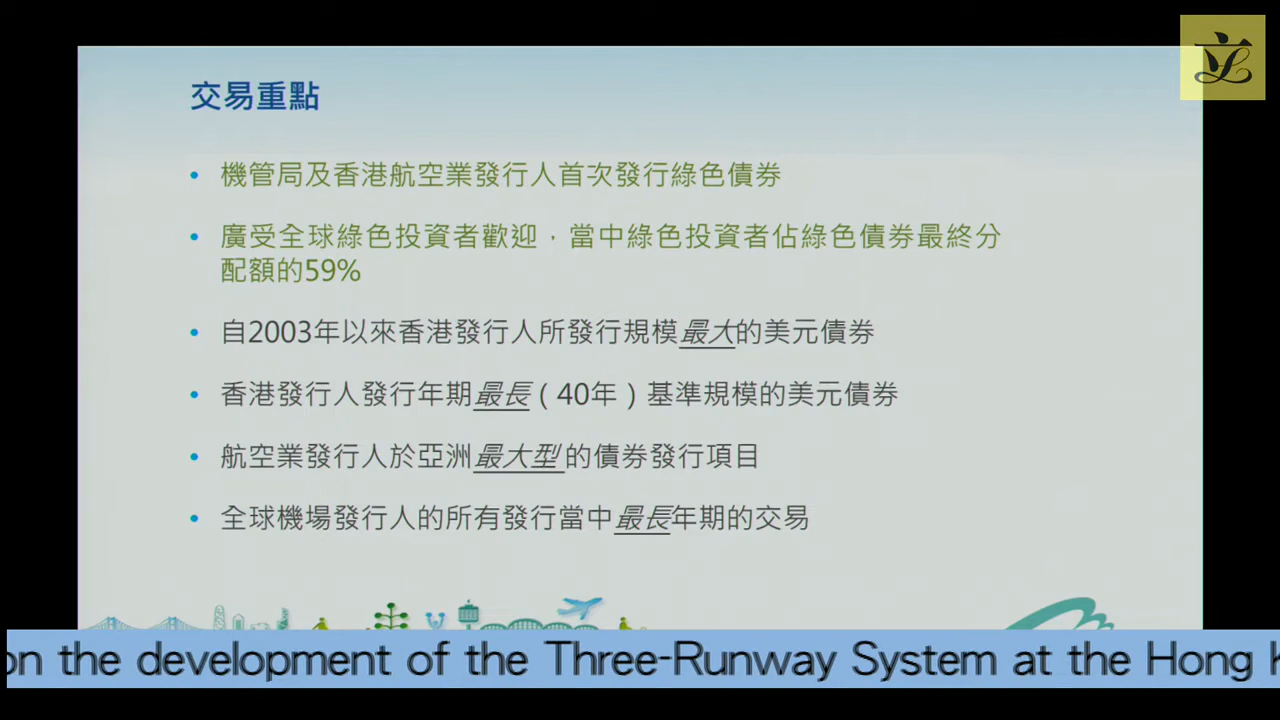 交易重點
• 機管局及香港航空業發行人首次發行綠色債券
• 廣受全球綠色投資者歡迎，當中綠色投資者佔綠色債券最終分
配額的59%
• 自2003年以來香港發行人所發行規模最大的美元債券
• 香港發行人發行年期最長（40年）基準規模的美元債券
• 航空業發行人於亞洲最大型的債券發行項目
• 全球機場發行人的所有發行當中最長年期的交易
on the development of the Three-Runway System at the Hong